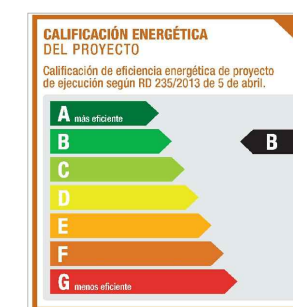 CALIFICACIÓN ENERGÉTICA
DEL PROYECTO
Calificación de eficiencia energética de proyecto
de ejecución según RD 235/2013 de 5 de abril.
A más eficiente
B B
C
D
E
F
G menos eficiente